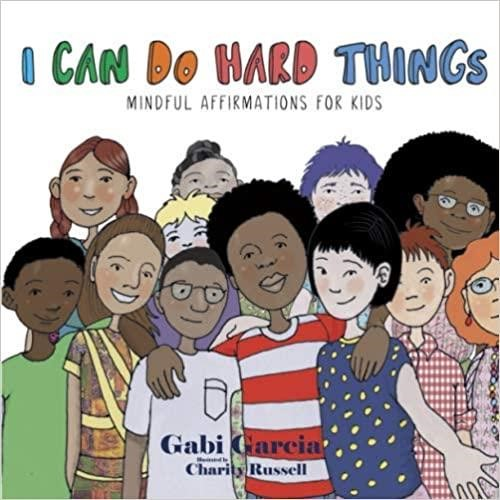 I CAN DO HARD THINGS
MINDFUL AFFIRMATIONS FOR KIDS
Gabi Garcia
Illustrated by
Charity Russell